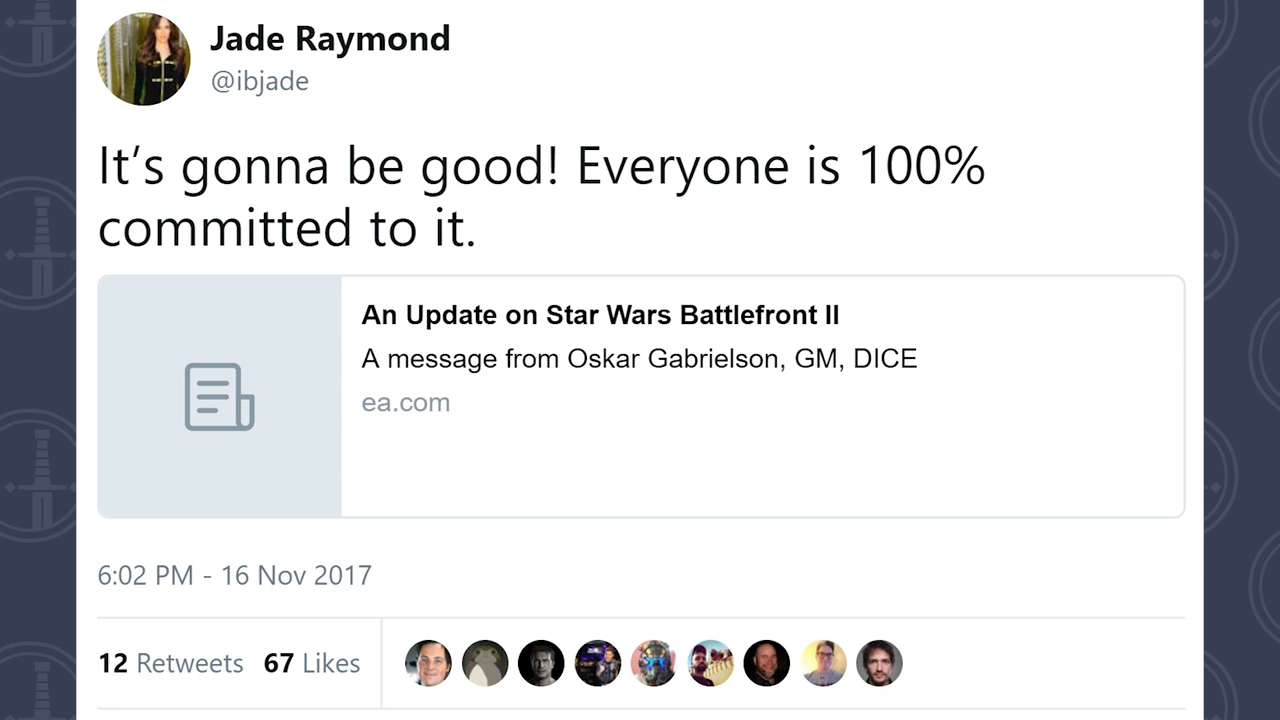 Jade Raymond
@ibjade
It’s gonna be good! Everyone is 100%
committed to it.
An Update on Star Wars Battlefront II
A message from Oskar Gabrielson, GM, DICE
ea.com
6:02 PM - 16 Nov 2017
12 Retweets 67 Likes